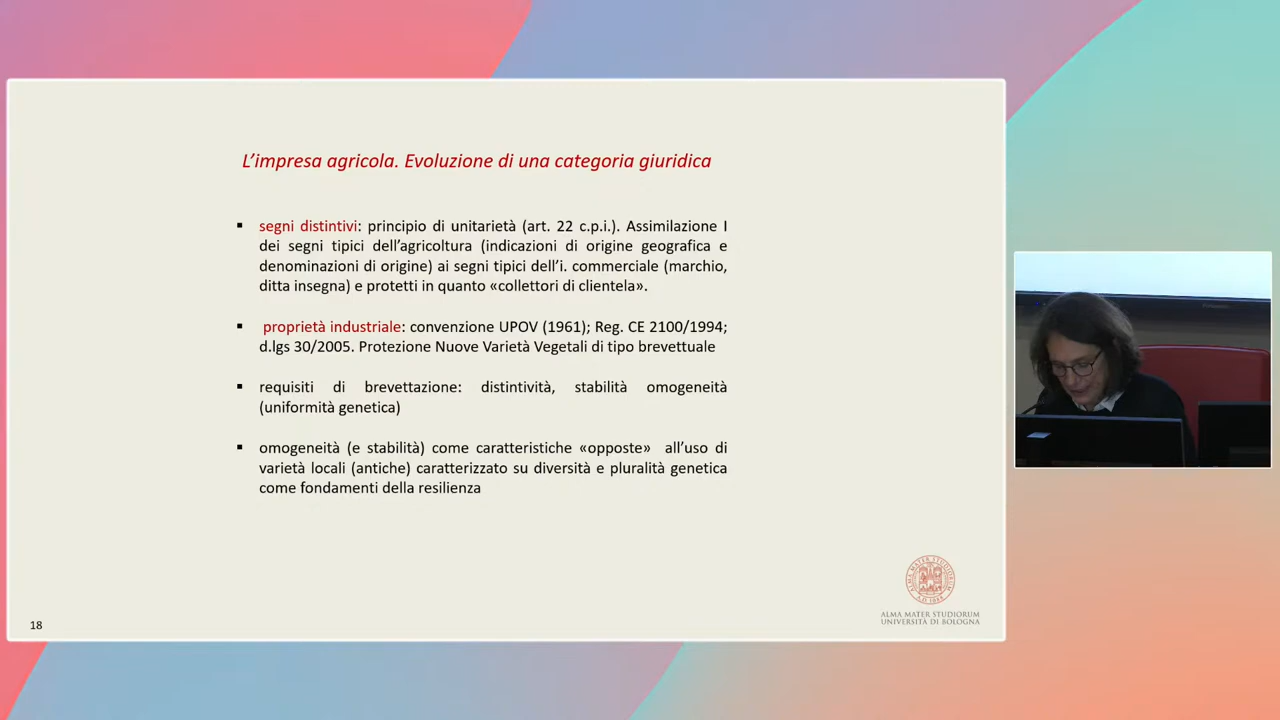 L'impresa agricola. Evoluzione di una categoria giuridica
▪ segni distintivi: principio di unitarietà (art. 22 c.p.i.). Assimilazione I
dei segni tipici dell'agricoltura (indicazioni di origine geografica e
denominazioni di origine) ai segni tipici dell'i. commerciale (marchio,
ditta insegna) e protetti in quanto «collettori di clientela».
▪ proprietà industriale: convenzione UPOV (1961); Reg. CE 2100/1994;
d.lgs 30/2005. Protezione Nuove Varietà Vegetali di tipo brevettuale
▪ requisiti di brevettazione: distintività, stabilità omogeneità
(uniformità genetica)
▪ omogeneità (e stabilità) come caratteristiche «opposte» all'uso di
varietà locali (antiche) caratterizzato su diversità e pluralità genetica
come fondamenti della resilienza
ALMA MATER STUDIORUM
UNIVERSITÀ DI BOLOGNA
18